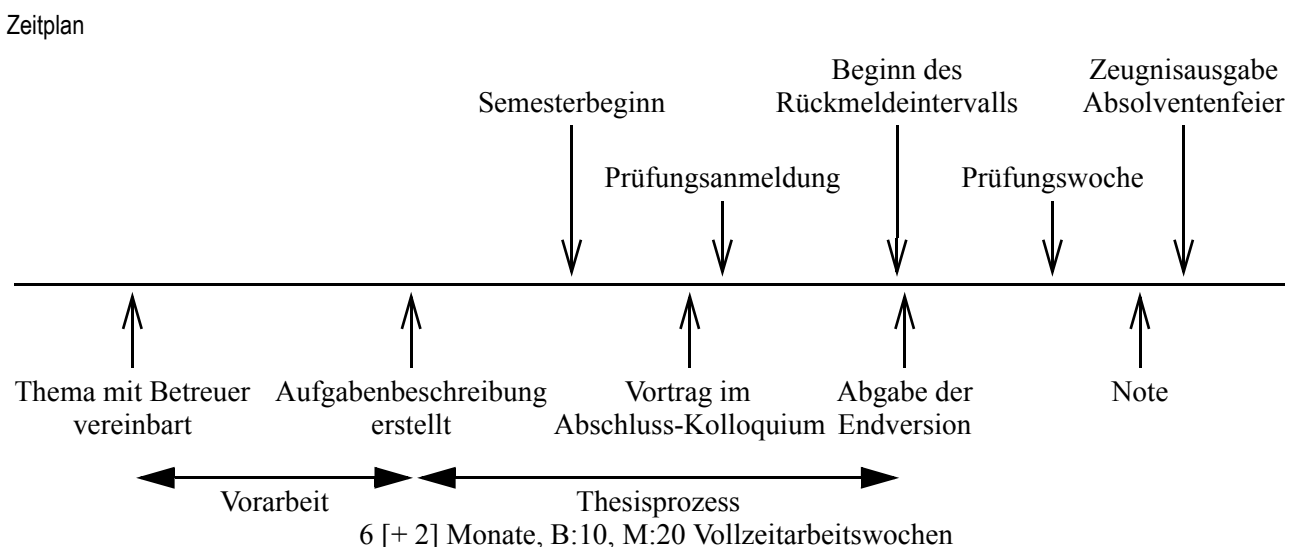 Zeitplan
Beginn des
Rückmeldeintervalls
Zeugnisausgabe
Absolventenfeier
Semesterbeginn
Prüfungsanmeldung
Prüfungswoche
Thema mit Betreuer
vereinbart
Aufgabenbeschreibung
erstellt
Vortrag im
Abschluss-Kolloquium
Abgabe der
Endversion
Note
Vorarbeit
Thesisprozess
6 [+ 2] Monate, B:10, M:20 Vollzeitarbeitswochen